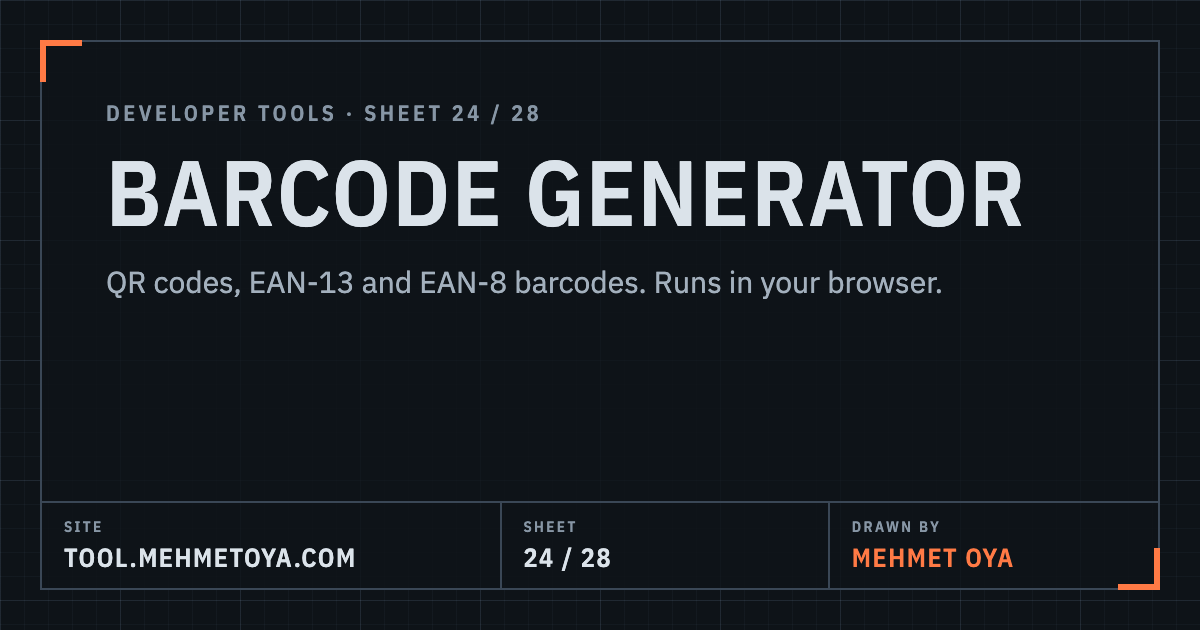 DEVELOPER TOOLS · SHEET 24 / 28
BARCODE GENERATOR
QR codes, EAN-13 and EAN-8 barcodes. Runs in your browser.
SITE
TOOL.MEHMETOYA.COM
SHEET
24 / 28
DRAWN BY
MEHMET OYA